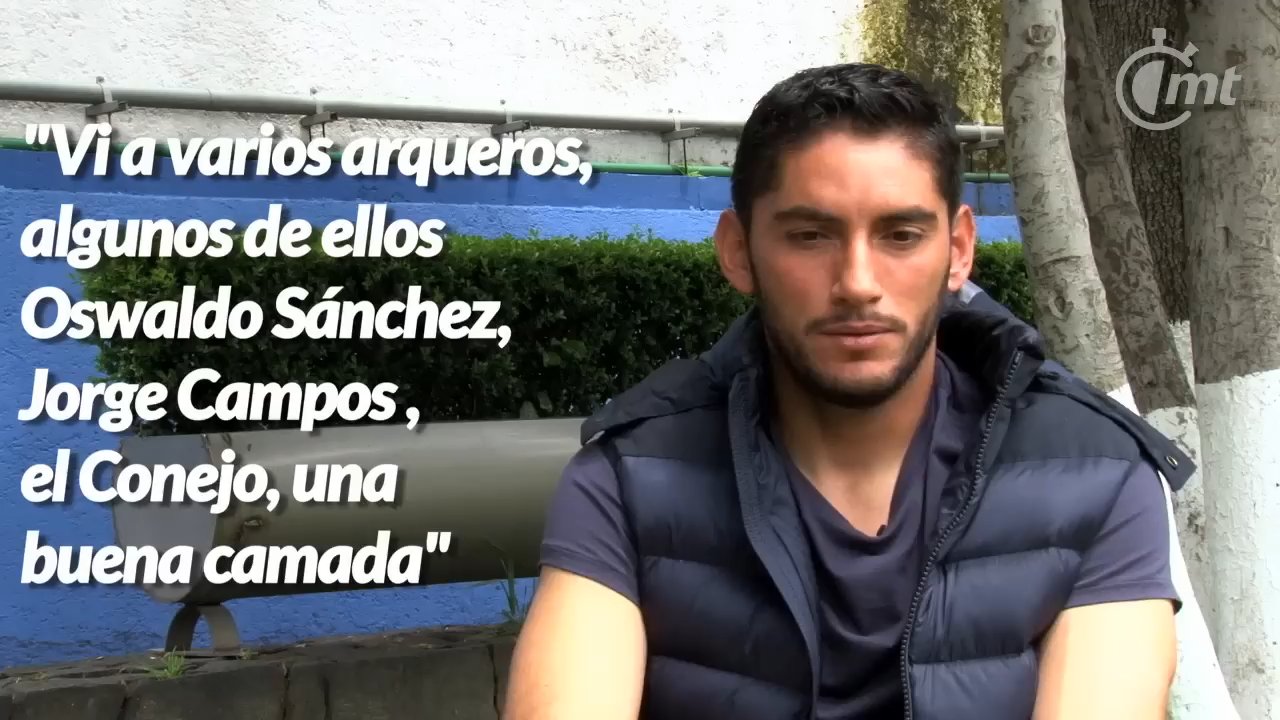 "Vi a varios arqueros,
algunos de ellos
Oswaldo Sánchez,
Jorge Campos ,
el Conejo, una
buena camada"
mt